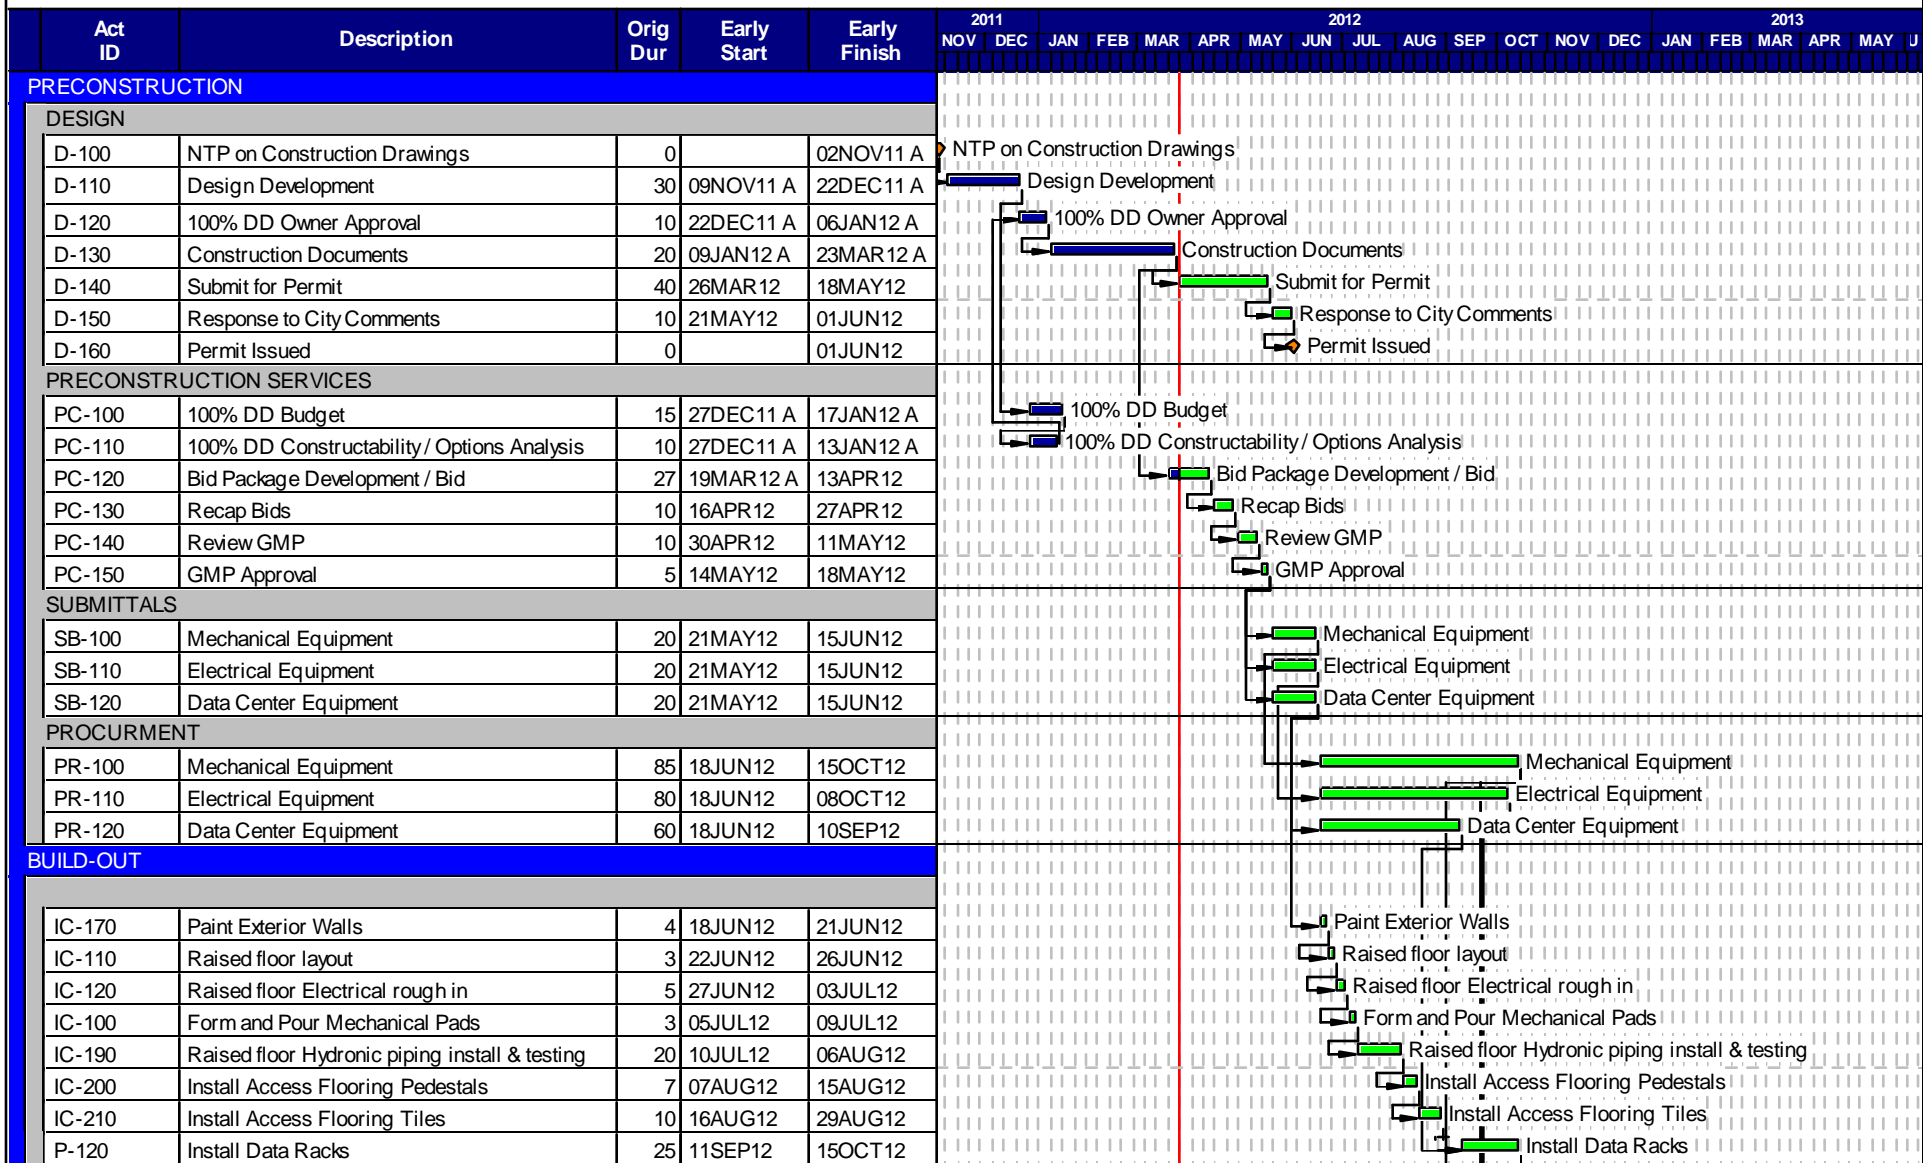 2011 2012 2013
Act ID Description Orig Dur Early Start Early Finish NOV DEC JAN FEB MAR APR MAY JUN JUL AUG SEP OCT NOV DEC JAN FEB MAR APR MAY
PRECONSTRUCTION
DESIGN
D-100 NTP on Construction Drawings 0 02NOV11 A NTP on Construction Drawings
D-110 Design Development 30 09NOV11 A 22DEC11 A Design Development
D-120 100% DD Owner Approval 10 22DEC11 A 06JAN12 A 100% DD Owner Approval
D-130 Construction Documents 20 09JAN12 A 23MAR12 A Construction Documents
D-140 Submit for Permit 40 26MAR12 18MAY12 Submit for Permit
D-150 Response to City Comments 10 21MAY12 01JUN12 Response to City Comments
D-160 Permit Issued 0 01JUN12 Permit Issued
PRECONSTRUCTION SERVICES
PC-100 100% DD Budget 15 27DEC11 A 17JAN12 A 100% DD Budget
PC-110 100% DD Constructability / Options Analysis 10 27DEC11 A 13JAN12 A 100% DD Constructability / Options Analysis
PC-120 Bid Package Development / Bid 27 19MAR12 A 13APR12 Bid Package Development / Bid
PC-130 Recap Bids 10 16APR12 27APR12 Recap Bids
PC-140 Review GMP 10 30APR12 11MAY12 Review GMP
PC-150 GMP Approval 5 14MAY12 18MAY12 GMP Approval
SUBMITTALS
SB-100 Mechanical Equipment 20 21MAY12 15JUN12 Mechanical Equipment
SB-110 Electrical Equipment 20 21MAY12 15JUN12 Electrical Equipment
SB-120 Data Center Equipment 20 21MAY12 15JUN12 Data Center Equipment
PROCURMENT
PR-100 Mechanical Equipment 85 18JUN12 15OCT12 Mechanical Equipment
PR-110 Electrical Equipment 80 18JUN12 08OCT12 Electrical Equipment
PR-120 Data Center Equipment 60 18JUN12 10SEP12 Data Center Equipment
BUILD-OUT
IC-170 Paint Exterior Walls 4 18JUN12 21JUN12 Paint Exterior Walls
IC-110 Raised floor layout 3 22JUN12 26JUN12 Raised floor layout
IC-120 Raised floor Electrical rough in 5 27JUN12 03JUL12 Raised floor Electrical rough in
IC-100 Form and Pour Mechanical Pads 3 05JUL12 09JUL12 Form and Pour Mechanical Pads
IC-190 Raised floor Hydronic piping install & testing 20 10JUL12 06AUG12 Raised floor Hydronic piping install & testing
IC-200 Install Access Flooring Pedestals 7 07AUG12 15AUG12 Install Access Flooring Pedestals
IC-210 Install Access Flooring Tiles 10 16AUG12 29AUG12 Install Access Flooring Tiles
P-120 Install Data Racks 25 11SEP12 15OCT12 Install Data Racks